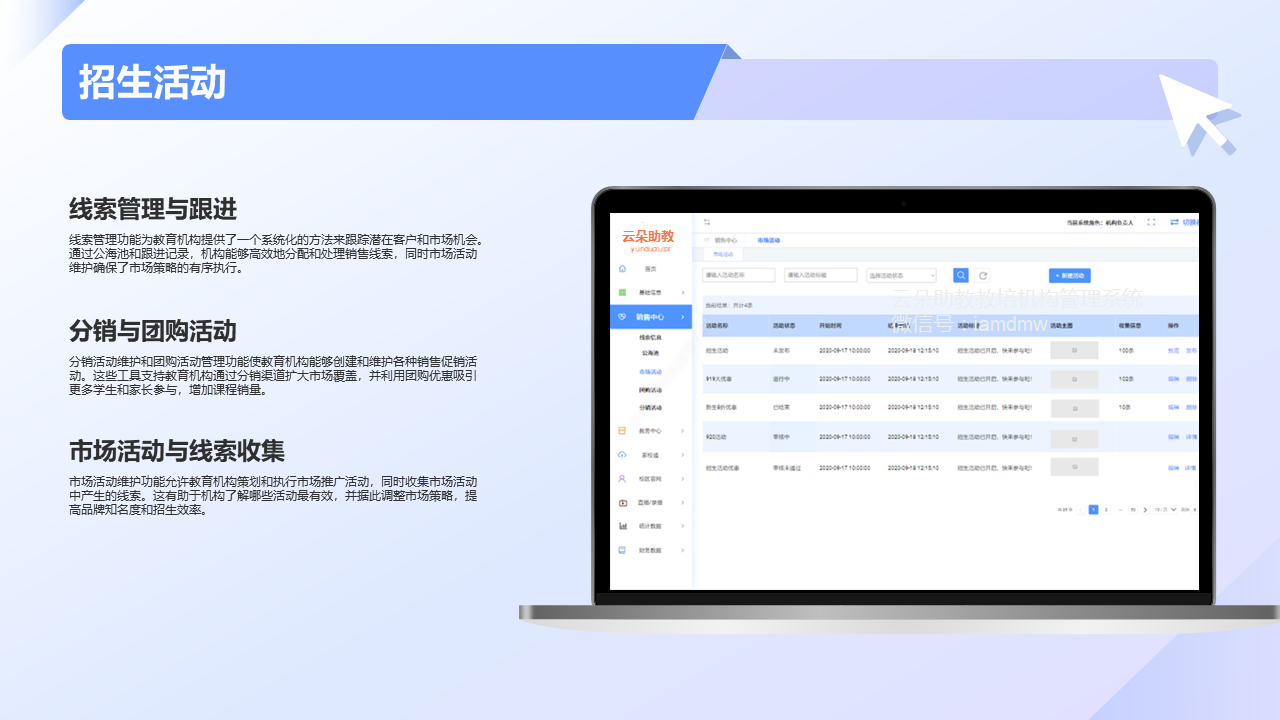 招生活动
线索管理与跟进
线索管理功能为教育机构提供了一个系统化的方法来跟踪潜在客户和市场机会。
通过公海池和跟进记录，机构能够高效地分配和处理销售线索，同时市场活动
维护确保了市场策略的有序执行。
分销与团购活动
分销活动维护和团购活动管理功能使教育机构能够创建和维护各种销售促销活
动。这些工具支持教育机构通过分销渠道扩大市场覆盖，并利用团购优惠吸引
更多学生和家长参与，增加课程销量。
市场活动与线索收集
市场活动维护功能允许教育机构规划和执行市场推广活动，同时收集市场活动
中产生的线索。这有助于机构了解哪些活动最有效，并据此调整市场策略，提
高品牌知名度和招生效率。
云朵助教
首页
基础信息
销售中心
线索信息
公海池
市场活动
团购活动
分销活动
教务中心
家校通
校区官网
直播/录播
统计数据
财务数据
当前系统角色：机构负责人
切换
销售中心 市场活动
市场活动
请输入活动名称 请输入活动标题 选择活动状态 + 新建活动
云朵助教教培机构管理系统
微信号：iamdmw
当前结果：共计4条
活动名称 活动状态 开始时间 活动标题 活动主图 收集信息 操作
招生活动 未发布 2020-09-17 10:00:00 2020-09-18 12:15:10 招生活动已开启，快来参与吧！ 100条 预览 发布
918大优惠 进行中 2020-09-17 10:00:00 2020-09-18 12:15:10 招生活动已开启，快来参与吧！ 102条 编辑 删除
新生8折优惠 已结束 2020-09-17 10:00:00 2020-09-18 12:15:10 招生活动已开启，快来参与吧！ 10条 编辑 删除
920活动 审核中 2020-09-17 10:00:00 2020-09-18 12:15:10 招生活动已开启，快来参与吧！ 编辑 详情
招生活动优惠 审核未通过 2020-09-17 10:00:00 2020-09-18 12:15:10 招生活动已开启，快来参与吧！ 编辑 详情